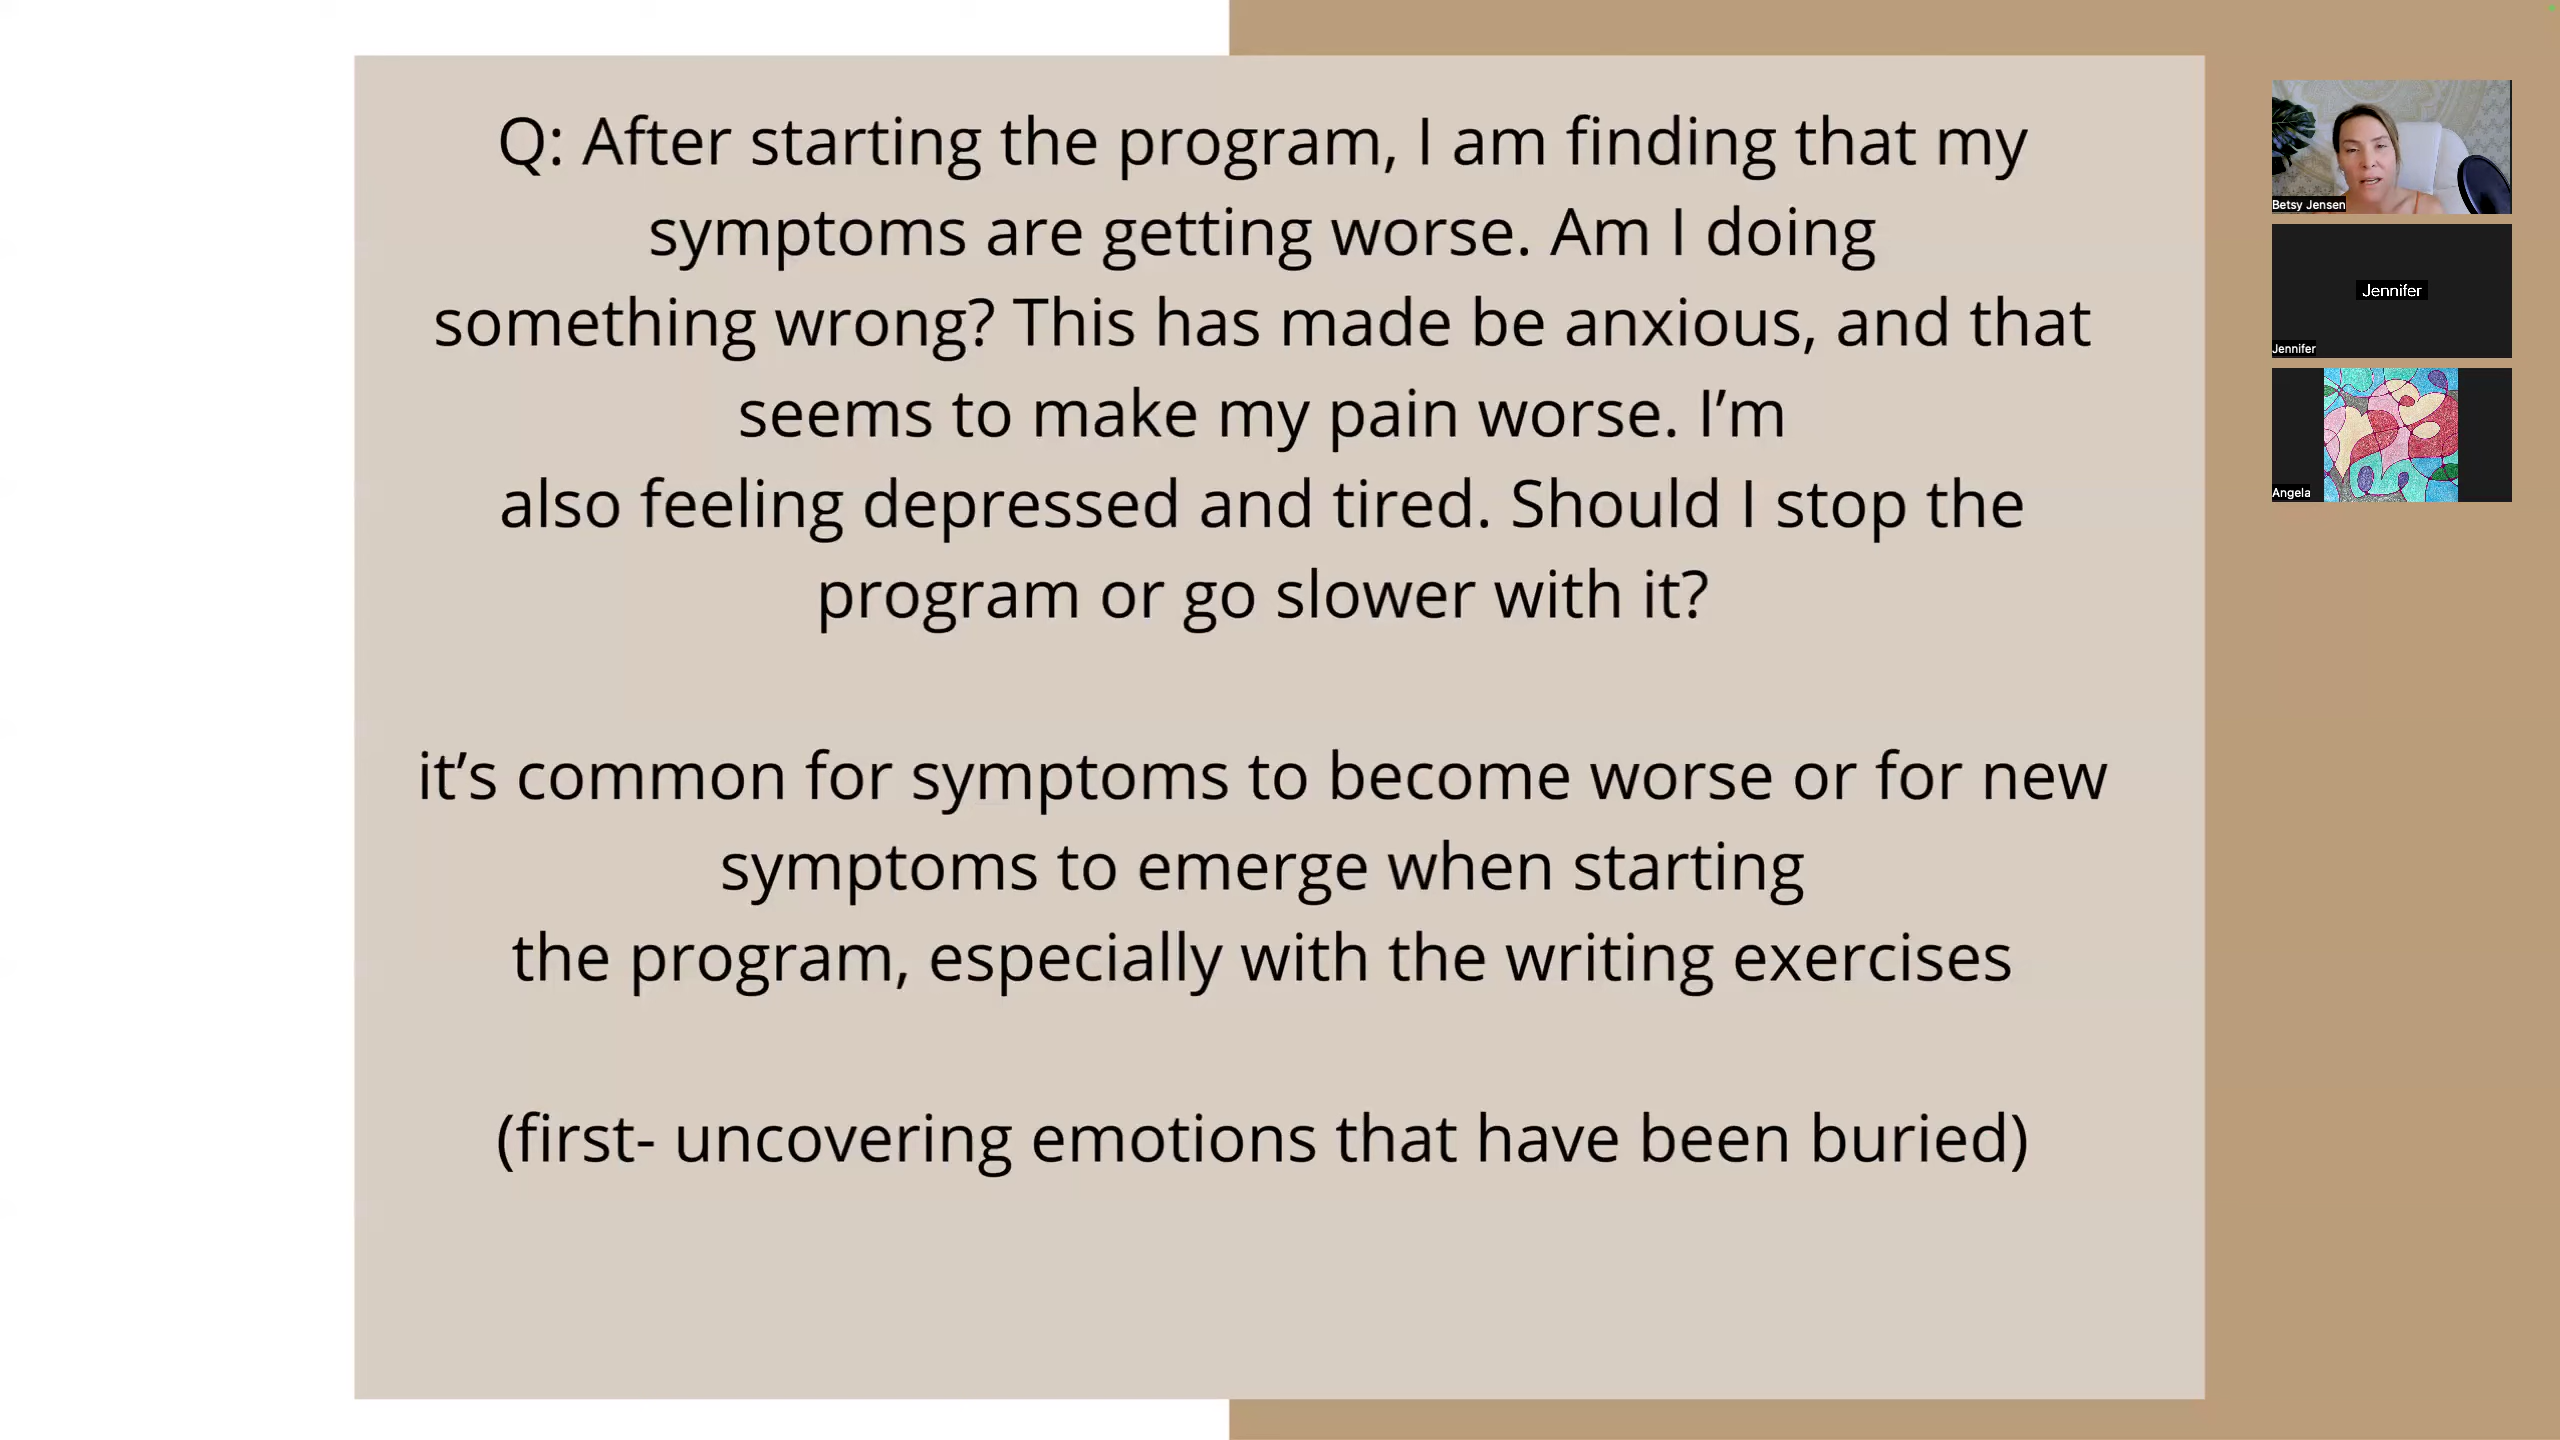 Q: After starting the program, I am finding that my
symptoms are getting worse. Am I doing
something wrong? This has made be anxious, and that
seems to make my pain worse. I’m
also feeling depressed and tired. Should I stop the
program or go slower with it?
it’s common for symptoms to become worse or for new
symptoms to emerge when starting
the program, especially with the writing exercises
(first- uncovering emotions that have been buried)
Betsy Jensen
Jennifer
Jennifer
Angela